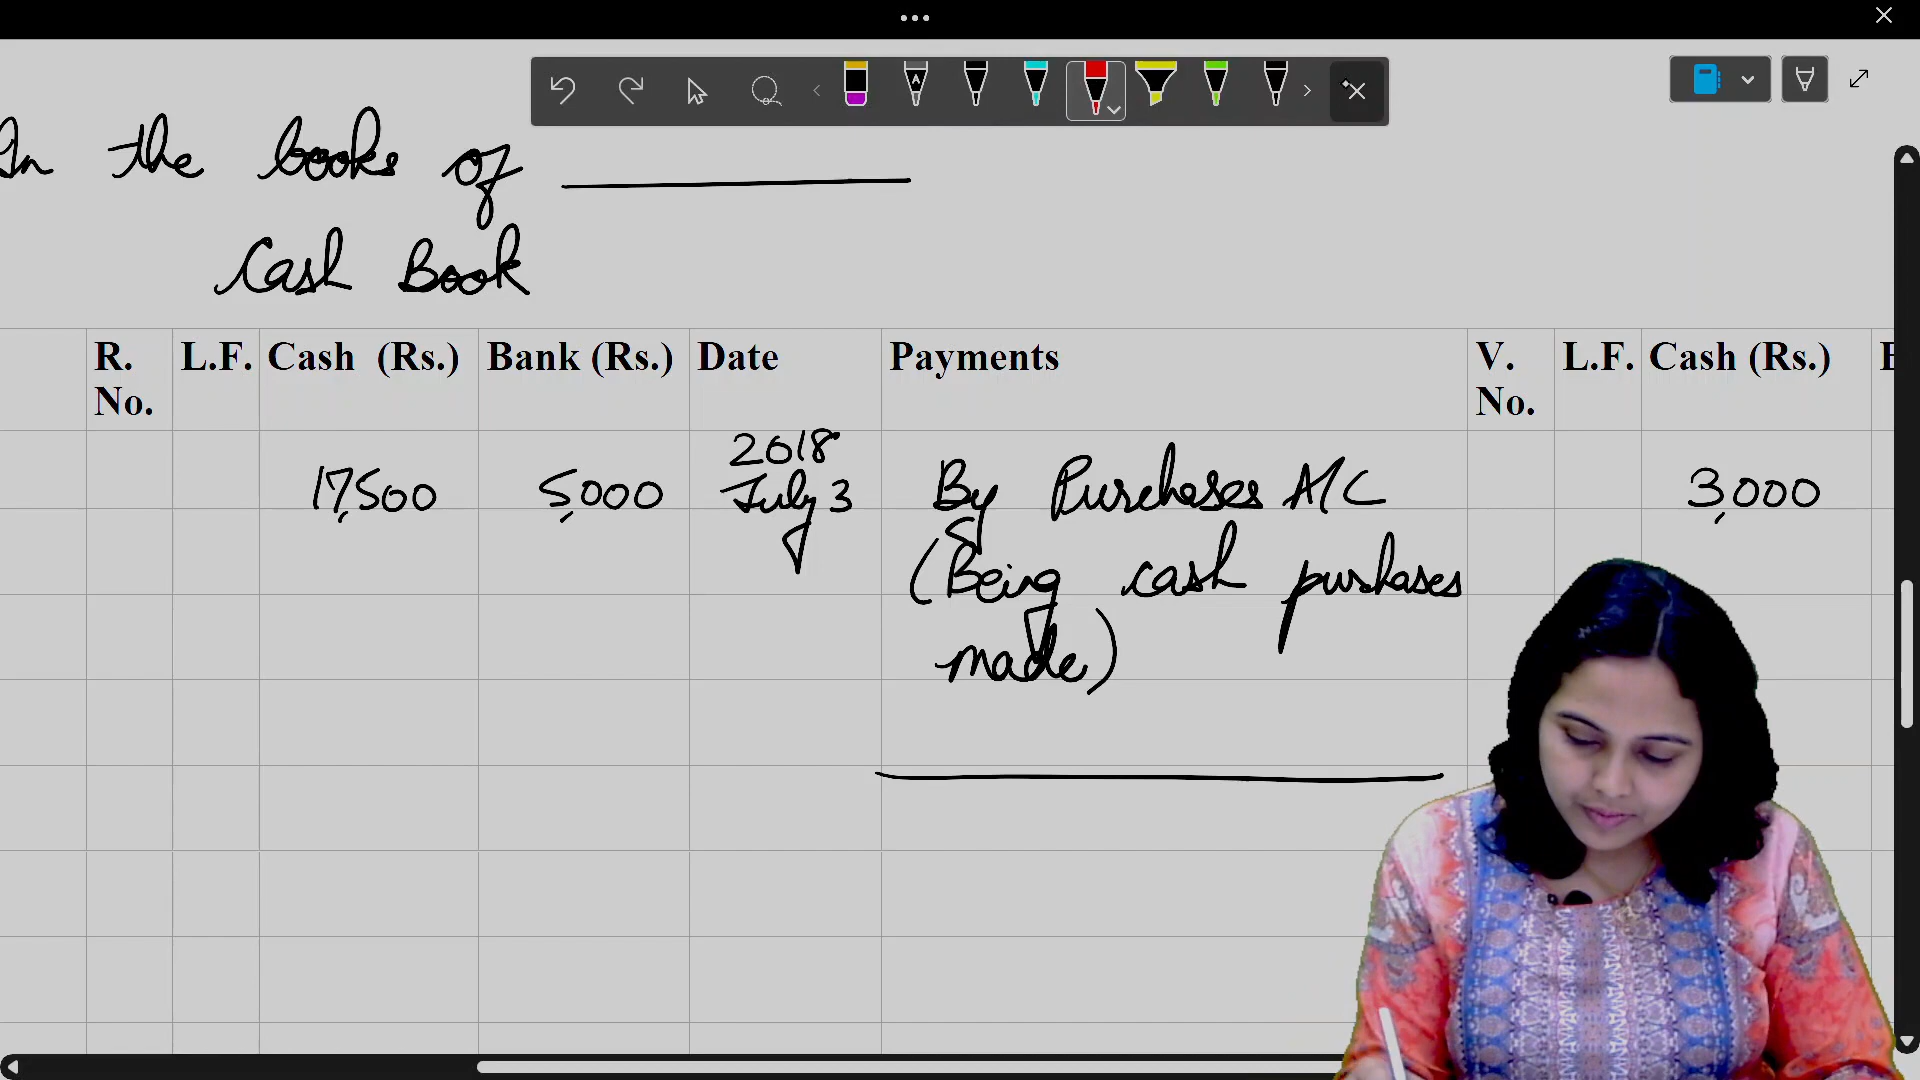 In the books of
Cash Book
R. No. L.F. Cash (Rs.) Bank (Rs.) Date Payments V. No. L.F. Cash (Rs.)
17,500 5,000 2018 July 3 By Purchases A/C 3,000
(Being cash purchases
made)